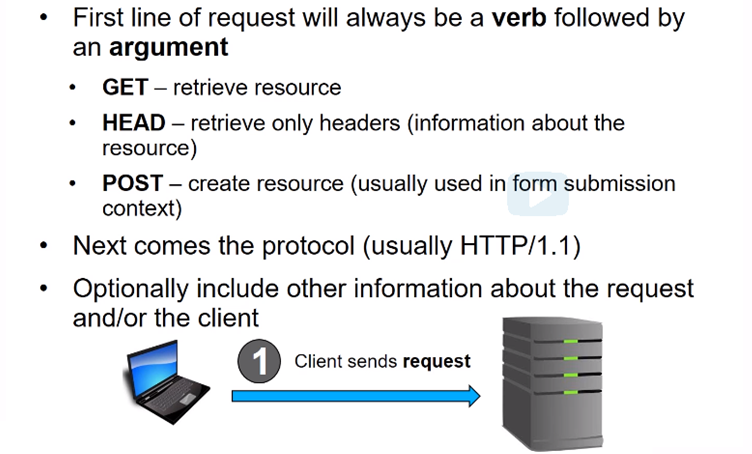 • First line of request will always be a verb followed by
an argument
• GET – retrieve resource
• HEAD – retrieve only headers (information about the
resource)
• POST – create resource (usually used in form submission
context)
• Next comes the protocol (usually HTTP/1.1)
• Optionally include other information about the request
and/or the client
1 Client sends request